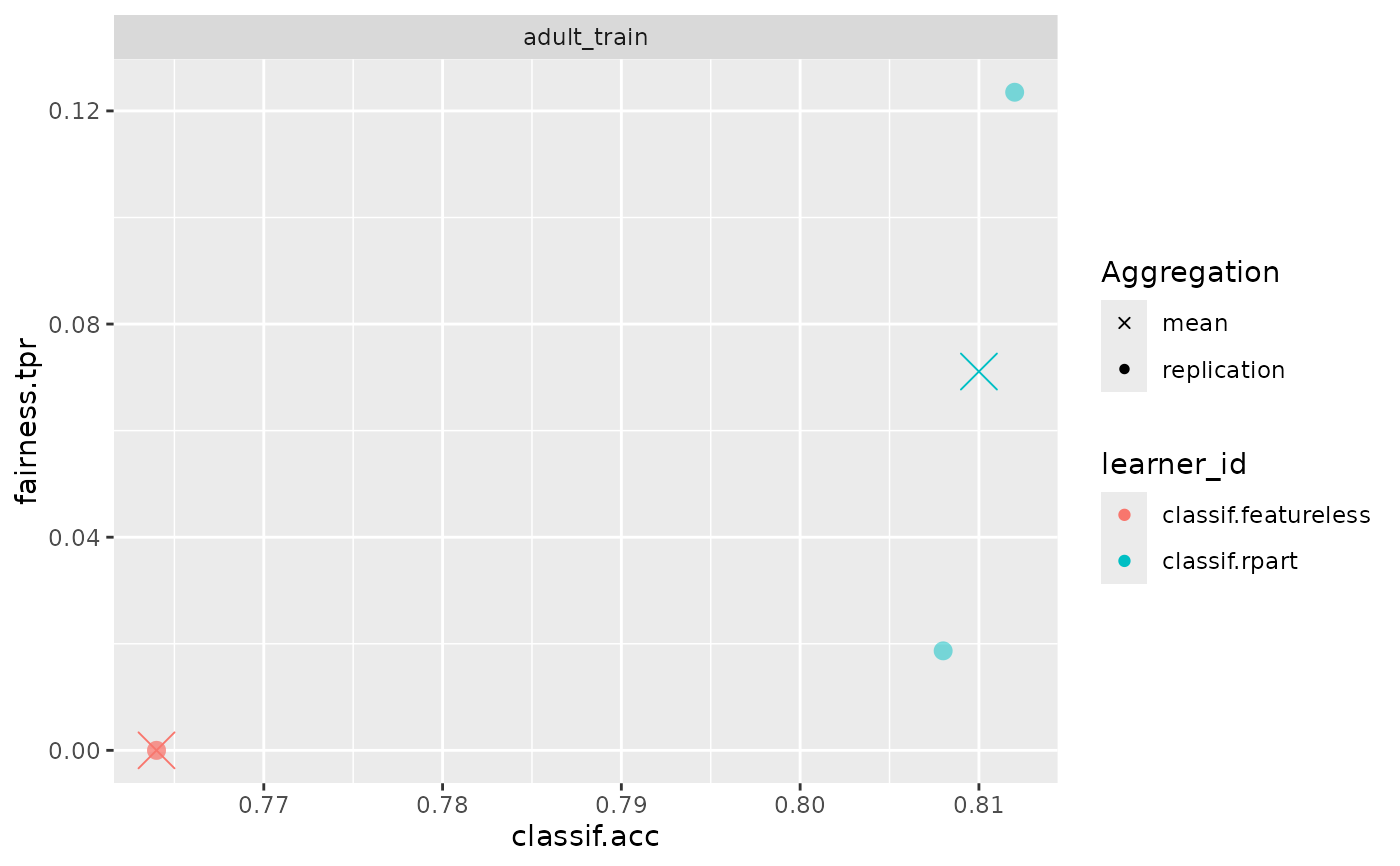 adult_train
0.12
0.08
0.04
0.00
fairness.tpr
0.77
0.78
0.79
0.80
0.81
classif.acc
Aggregation
mean
replication
learner_id
classif.featureless
classif.rpart